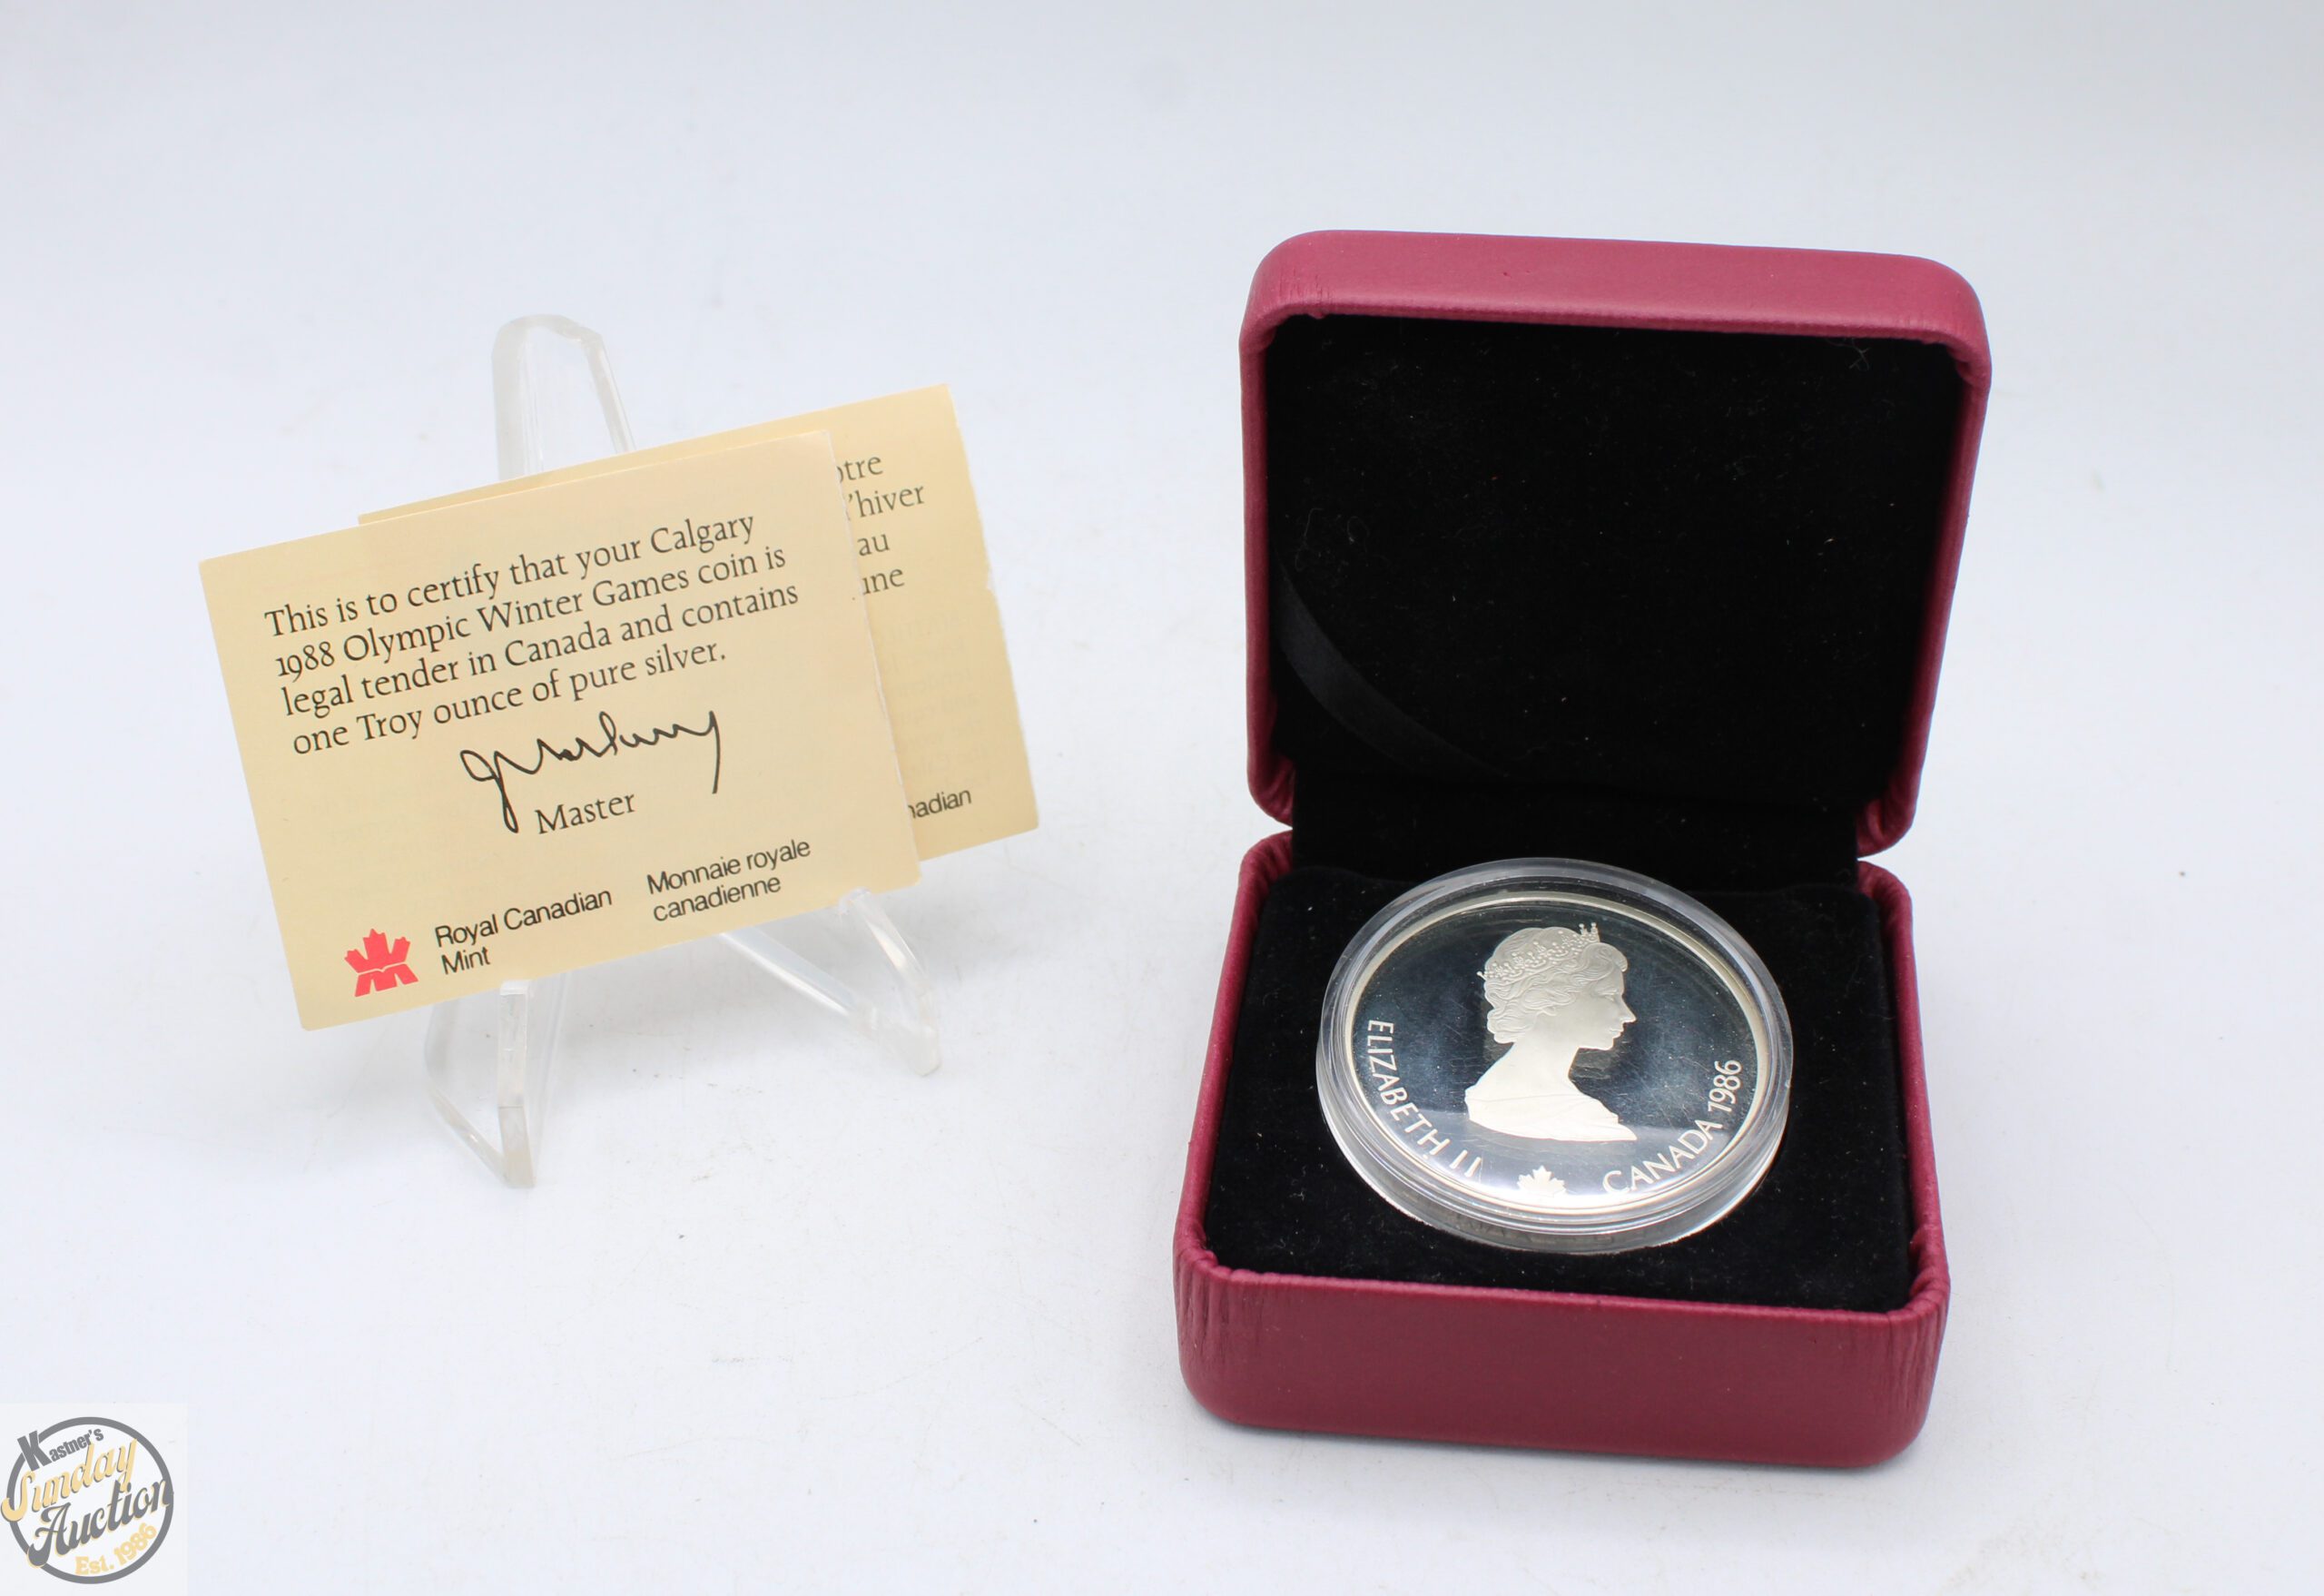 This is to certify that your Calgary
1988 Olympic Winter Games coin is
legal tender in Canada and contains
one Troy ounce of pure silver.
Master
Royal Canadian
Mint
Monnaie royale
canadienne
otre
'hiver
au
une
nadian
ELIZABETH II
CANADA 1986
Kastner's
Sunday
Auction
Est. 1986